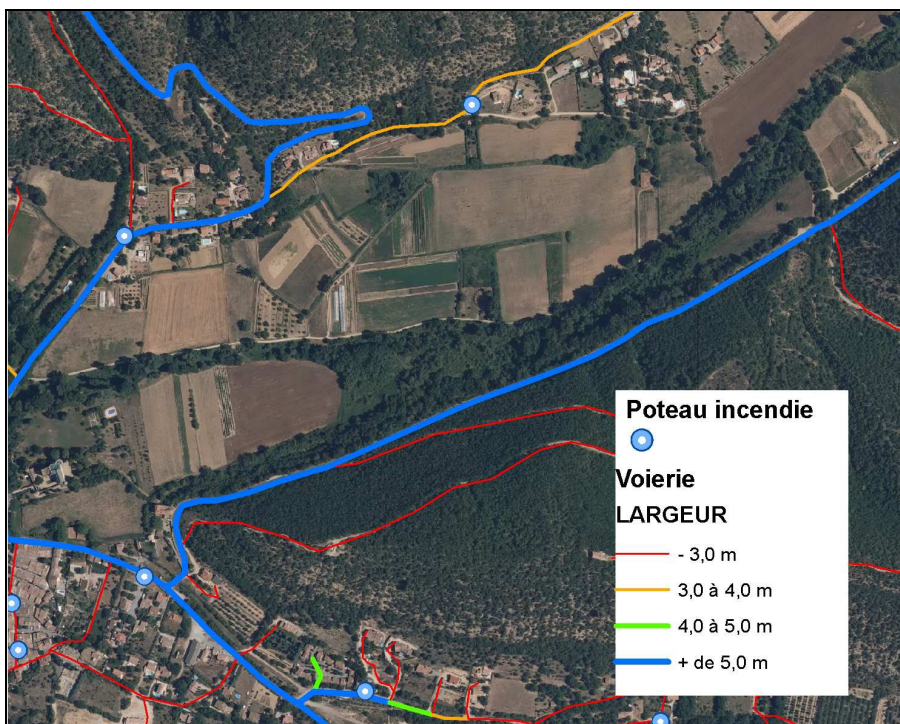 Poteau incendie
Voierie
LARGEUR
- 3,0 m
3,0 à 4,0 m
4,0 à 5,0 m
+ de 5,0 m